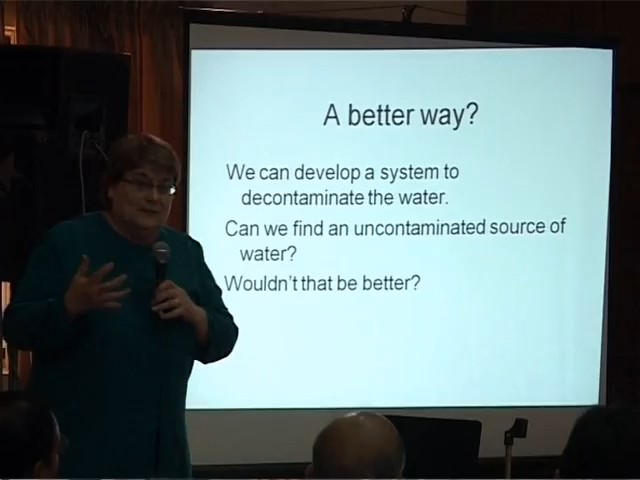 A better way?
We can develop a system to
decontaminate the water.
Can we find an uncontaminated source of
water?
Wouldn't that be better?